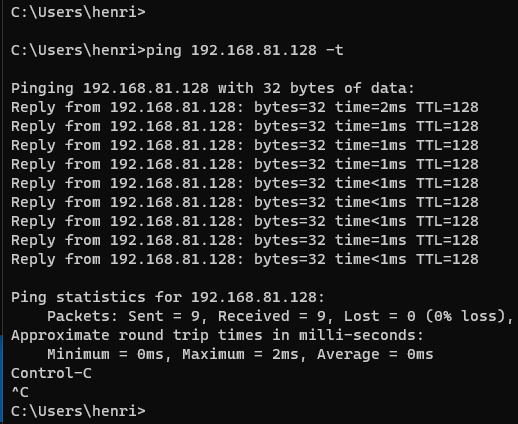 C:\Users\henri>
C:\Users\henri>ping 192.168.81.128 -t
Pinging 192.168.81.128 with 32 bytes of data:
Reply from 192.168.81.128: bytes=32 time=2ms TTL=128
Reply from 192.168.81.128: bytes=32 time=1ms TTL=128
Reply from 192.168.81.128: bytes=32 time=1ms TTL=128
Reply from 192.168.81.128: bytes=32 time=1ms TTL=128
Reply from 192.168.81.128: bytes=32 time<1ms TTL=128
Reply from 192.168.81.128: bytes=32 time<1ms TTL=128
Reply from 192.168.81.128: bytes=32 time<1ms TTL=128
Reply from 192.168.81.128: bytes=32 time=1ms TTL=128
Reply from 192.168.81.128: bytes=32 time<1ms TTL=128
Ping statistics for 192.168.81.128:
    Packets: Sent = 9, Received = 9, Lost = 0 (0% loss),
Approximate round trip times in milli-seconds:
    Minimum = 0ms, Maximum = 2ms, Average = 0ms
Control-C
^C
C:\Users\henri>